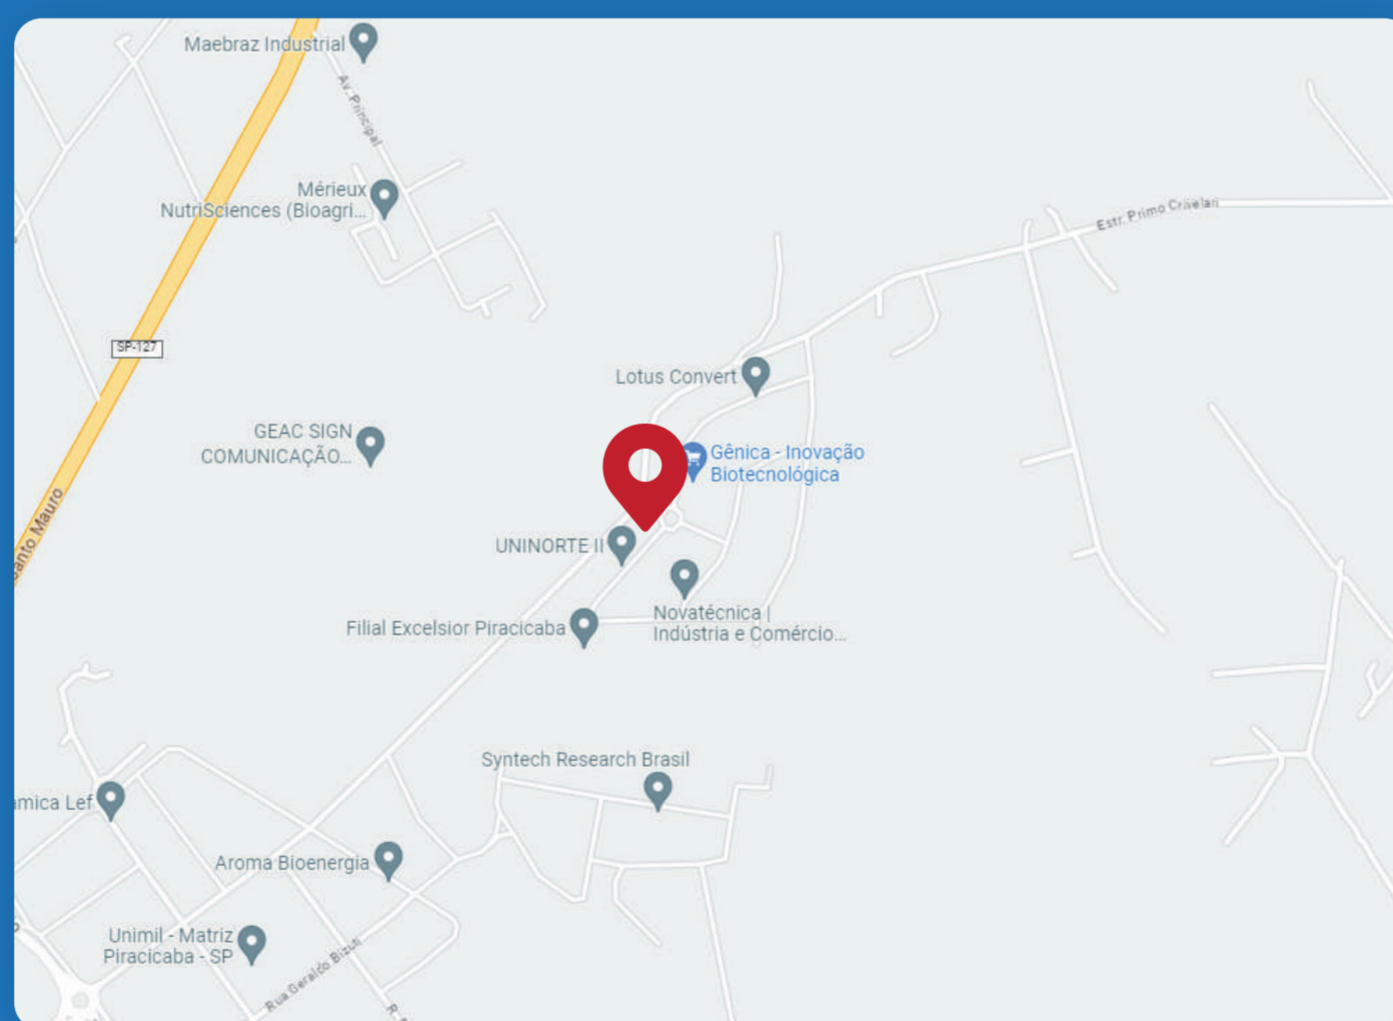 Maebraz Industrial
Av. Principal
Mérieux
NutriSciences (Bioagri...
Estr. Primo Crivelari
SP-127
Lotus Convert
GEAC SIGN
COMUNICAÇÃO...
Gênica - Inovação
Biotecnológica
anto Mauro
UNINORTE II
Novatécnica |
Indústria e Comércio...
Filial Excelsior Piracicaba
Syntech Research Brasil
amica Lef
Aroma Bioenergia
Unimil - Matriz
Piracicaba - SP
Rua Geraldo Bizuti